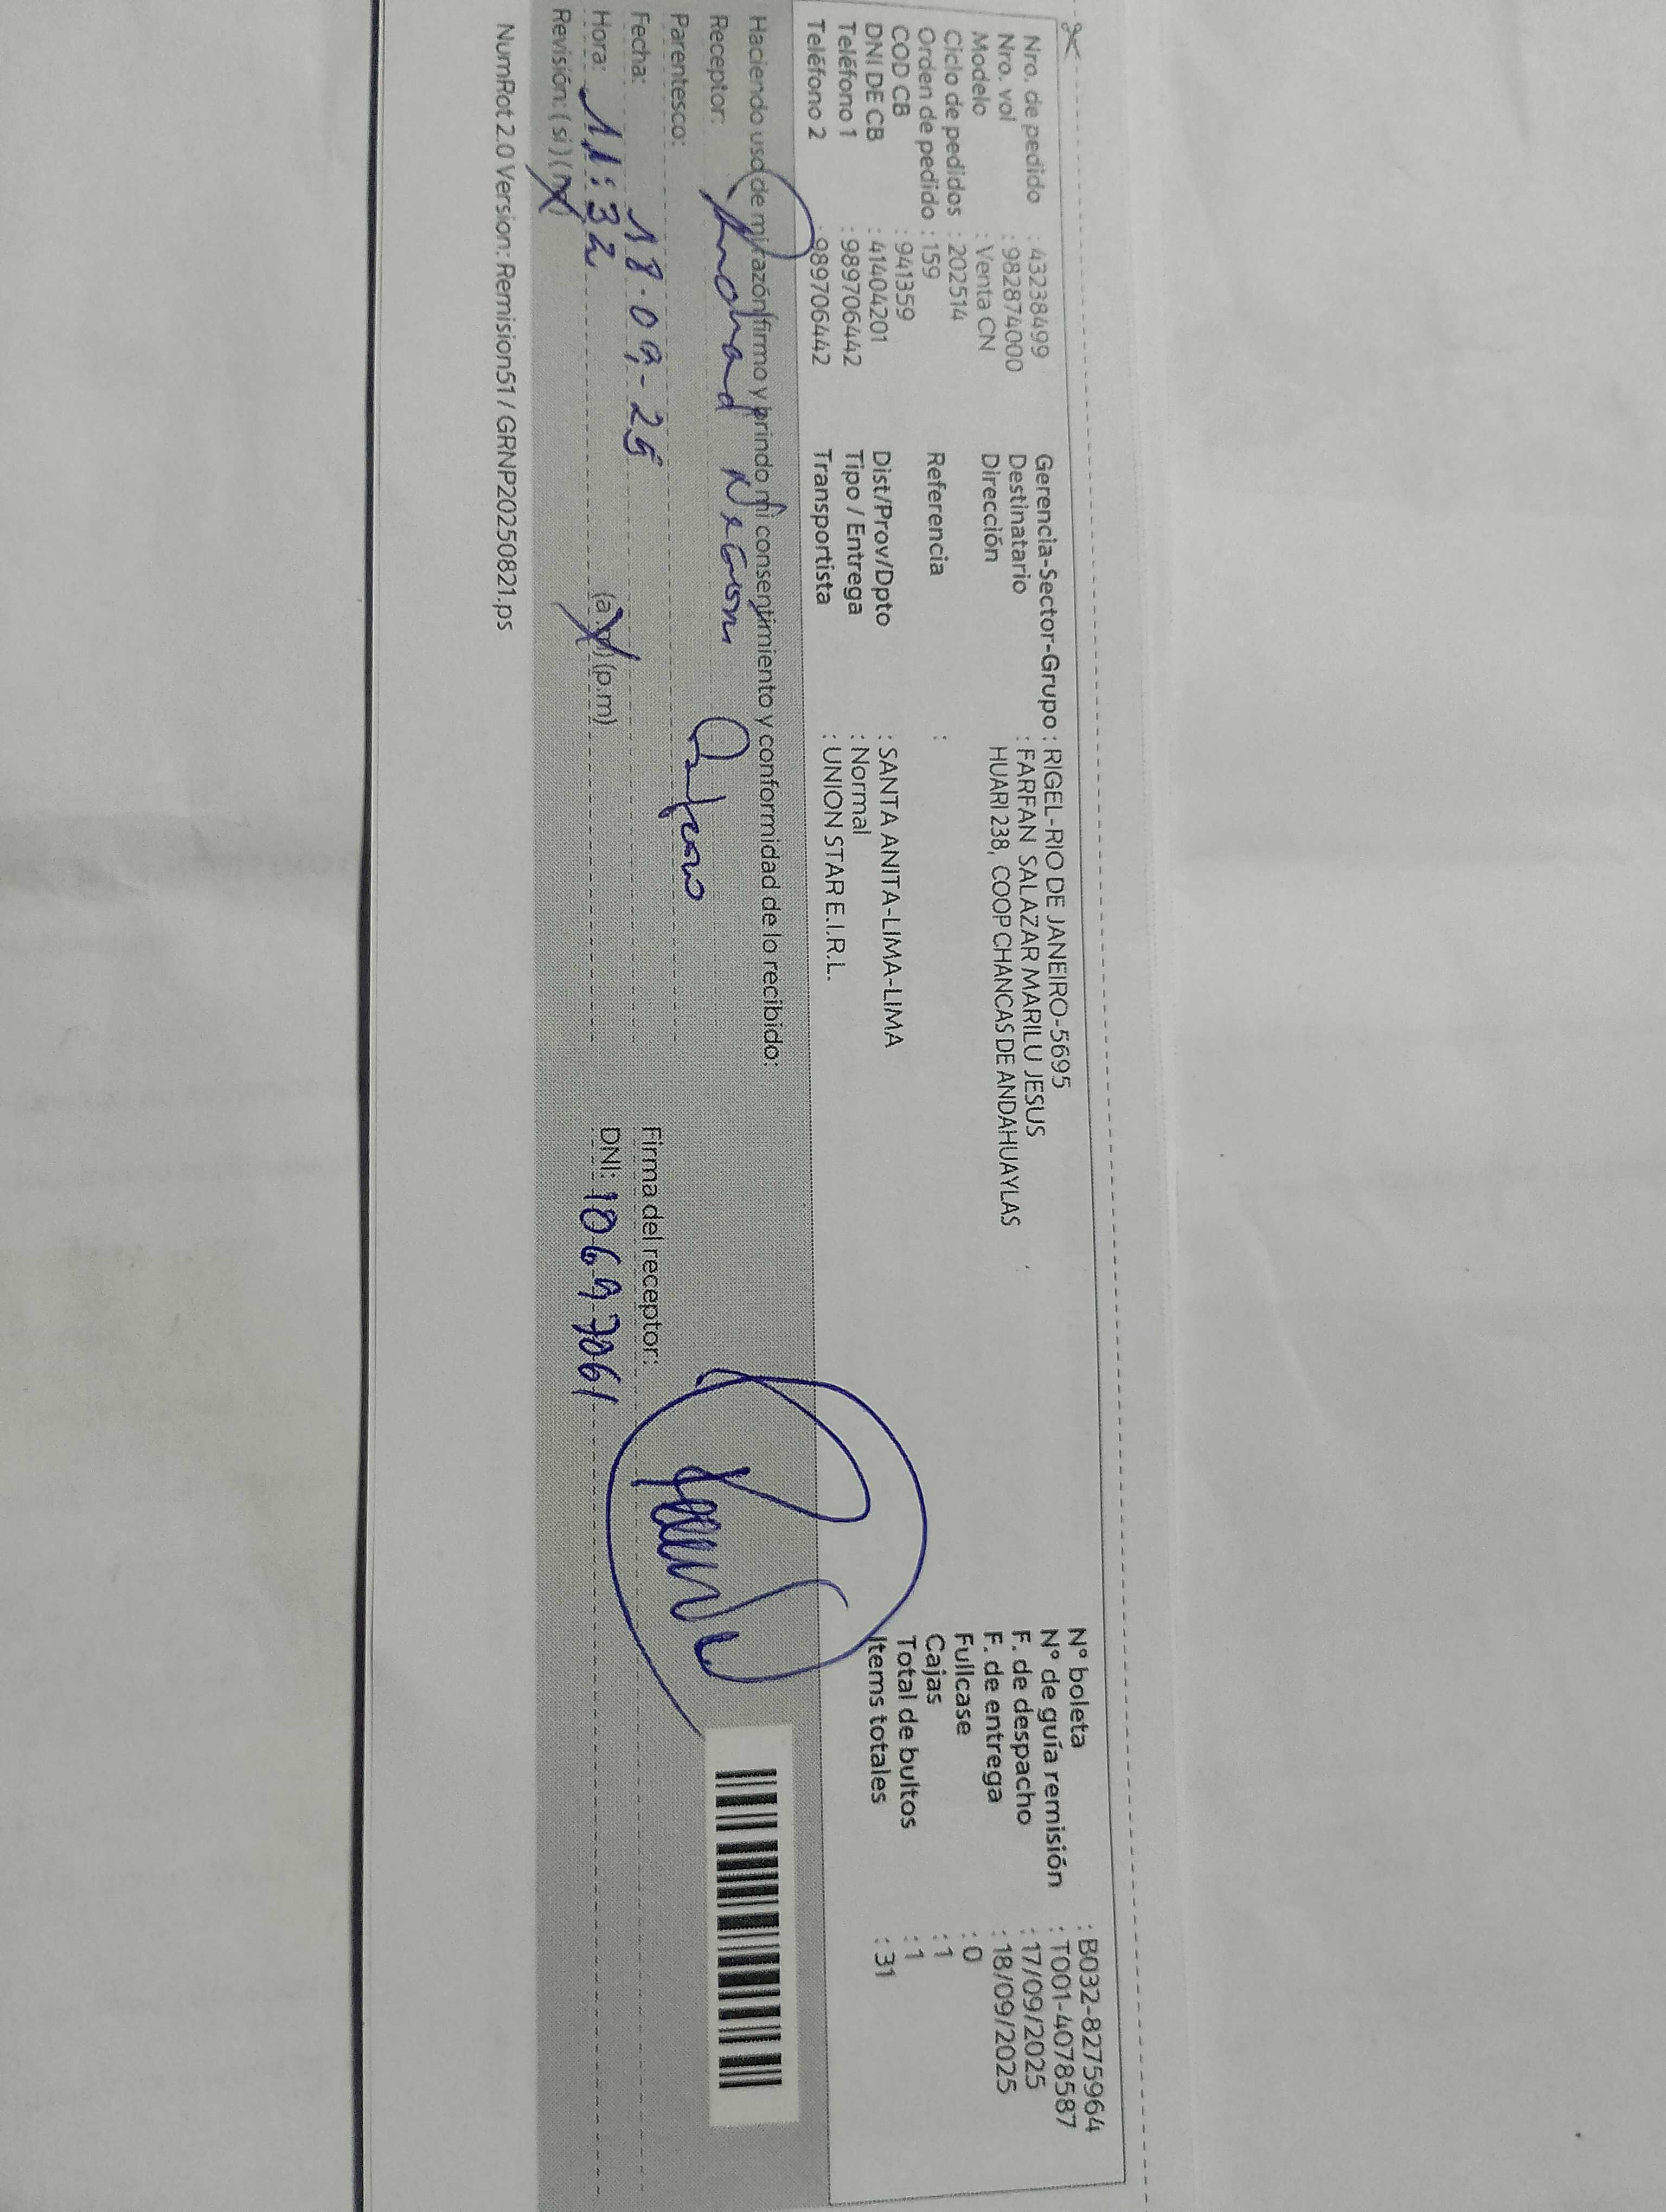 Nro. de pedido : 43238499
Nro. vol : 982874000
Modelo : Venta CN
Ciclo de pedidos : 202514
Orden de pedido : 159
COD CB : 941359
DNI DE CB : 41404201
Teléfono 1 : 989706442
Teléfono 2 : 989706442
Gerencia-Sector-Grupo : RIGEL-RIO DE JANEIRO-5695
Destinatario : FARFAN SALAZAR MARILU JESUS
Dirección HUARI 238, COOP CHANCAS DE ANDAHUAYLAS
Referencia :
Dist/Prov/Dpto : SANTA ANITA-LIMA-LIMA
Tipo / Entrega : Normal
Transportista : UNION STAR E.I.R.L.
N° boleta : B032-8275964
N° de guía remisión : T001-4078587
F. de despacho : 17/09/2025
F. de entrega : 18/09/2025
Fullcase : 0
Cajas : 1
Total de bultos : 1
Items totales : 31
Haciendo uso de mi razón firmo y brindo mi consentimiento y conformidad de lo recibido:
Receptor:
Parentesco:
Fecha: 18-09-25
Hora: 11:32 (a.m) (p.m)
Revisión: (si) (no)
Firma del receptor:
DNI: 10697061
NumRot 2.0 Version: Remision51 / GRNP20250821.ps